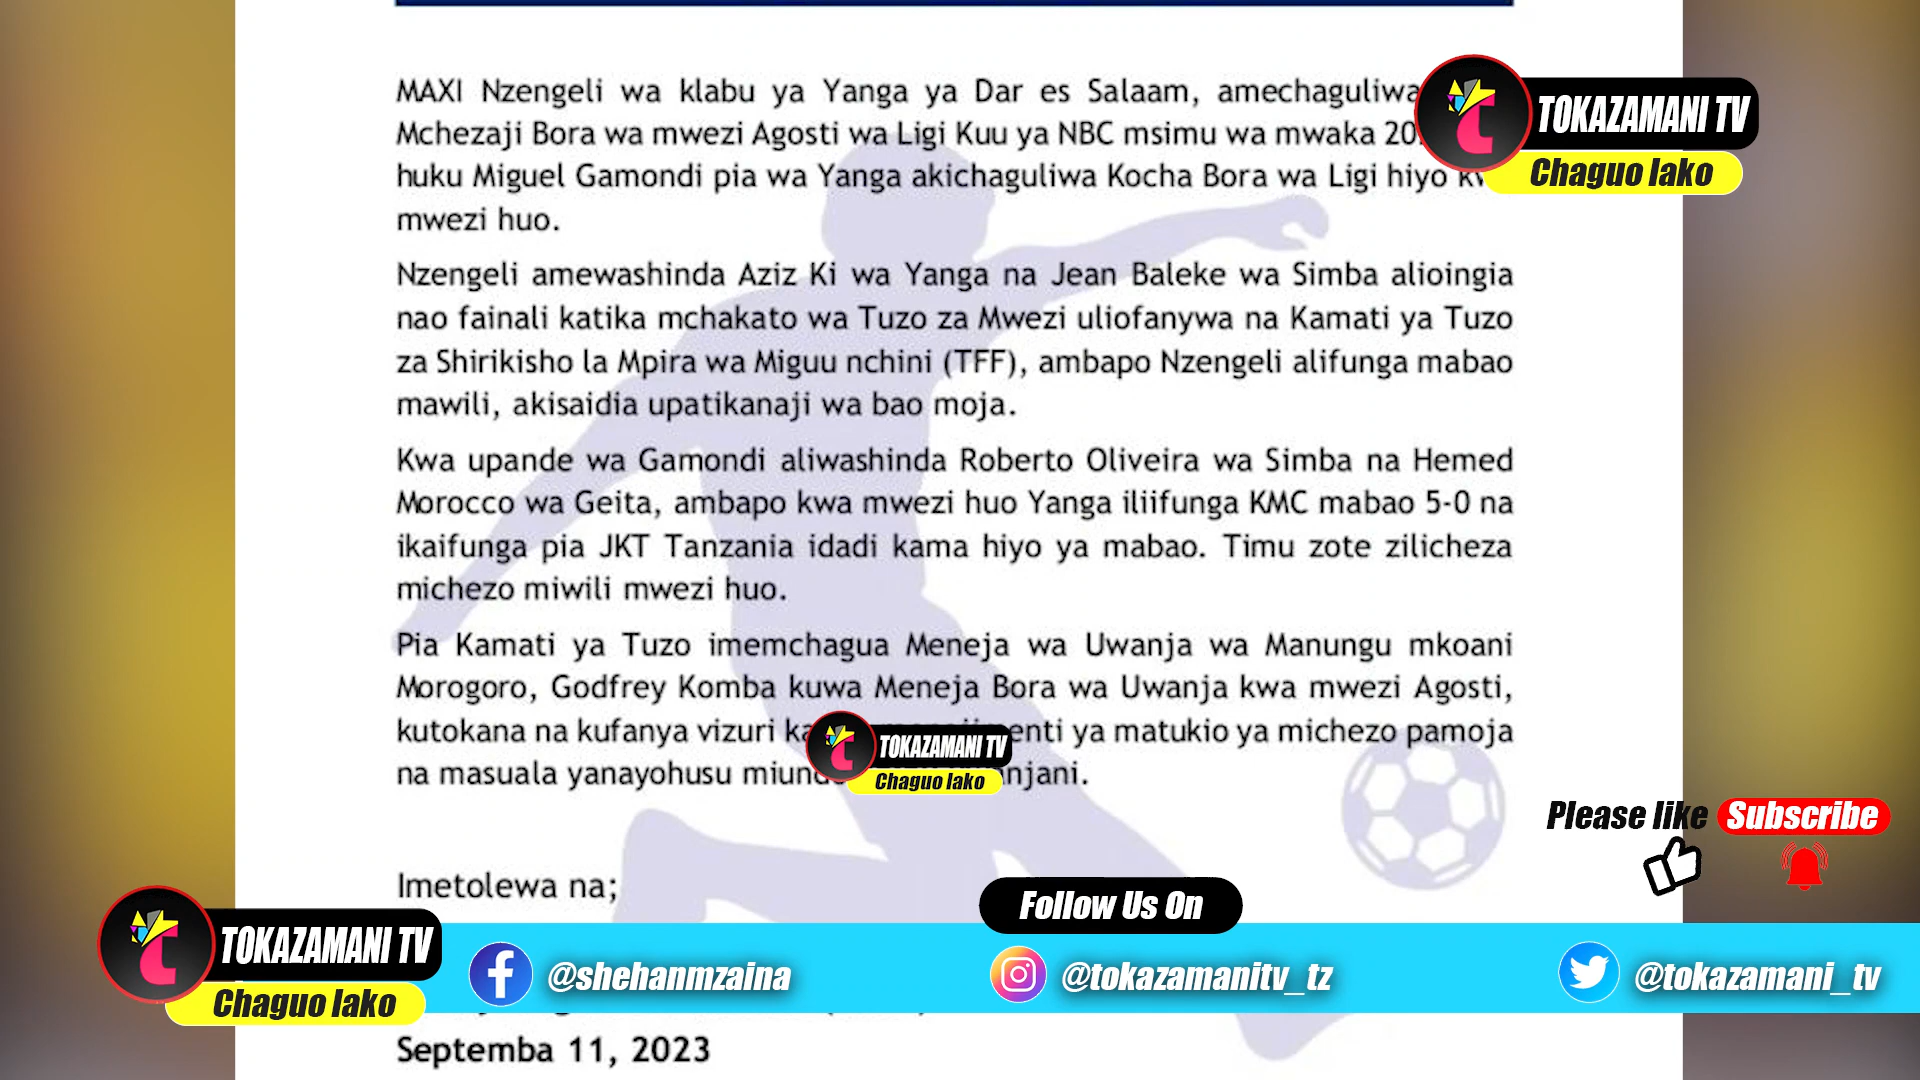 MAXI Nzengeli wa klabu ya Yanga ya Dar es Salaam, amechaguliwa
Mchezaji Bora wa mwezi Agosti wa Ligi Kuu ya NBC msimu wa mwaka
huku Miguel Gamondi pia wa Yanga akichaguliwa Kocha Bora wa Ligi hiyo
mwezi huo.
Nzengeli amewashinda Aziz Ki wa Yanga na Jean Baleke wa Simba alioingia
nao fainali katika mchakato wa Tuzo za Mwezi uliofanywa na Kamati ya Tuzo
za Shirikisho la Mpira wa Miguu nchini (TFF), ambapo Nzengeli alifunga mabao
mawili, akisaidia upatikanaji wa bao moja.
Kwa upande wa Gamondi aliwashinda Roberto Oliveira wa Simba na Hemed
Morocco wa Geita, ambapo kwa mwezi huo Yanga iliifunga KMC mabao 5-0 na
ikaifunga pia JKT Tanzania idadi kama hiyo ya mabao. Timu zote zilicheza
michezo miwili mwezi huo.
Pia Kamati ya Tuzo imemchagua Meneja wa Uwanja wa Manungu mkoani
Morogoro, Godfrey Komba kuwa Meneja Bora wa Uwanja kwa mwezi Agosti,
kutokana na kufanya vizuri ya matukio ya michezo pamoja
na masuala yanayohusu
Imetolewa na;
Septemba 11, 2023
TOKAZAMANI TV
Chaguo lako
TOKAZAMANI TV
Chaguo lako
Please like Subscribe
Follow Us On
TOKAZAMANI TV
Chaguo lako
@shehanmzaina
@tokazamanitv_tz
@tokazamani_tv